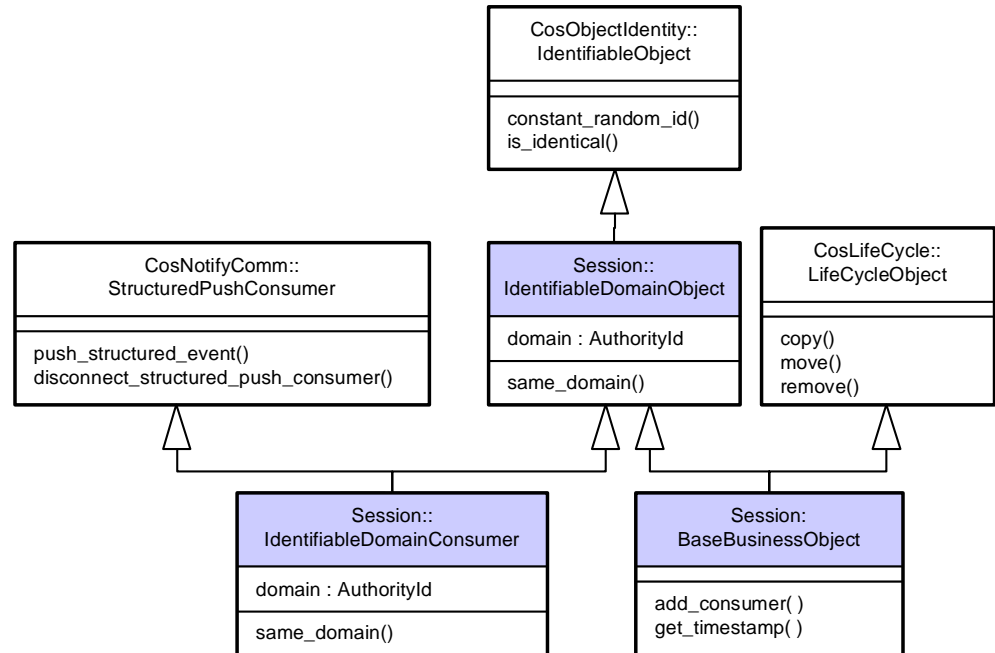 CosObjectIdentity::
IdentifiableObject
constant_random_id()
is_identical()
CosNotifyComm::
StructuredPushConsumer
push_structured_event()
disconnect_structured_push_consumer()
Session::
IdentifiableDomainObject
domain : AuthorityId
same_domain()
CosLifeCycle::
LifeCycleObject
copy()
move()
remove()
Session::
IdentifiableDomainConsumer
domain : AuthorityId
same_domain()
Session:
BaseBusinessObject
add_consumer( )
get_timestamp( )